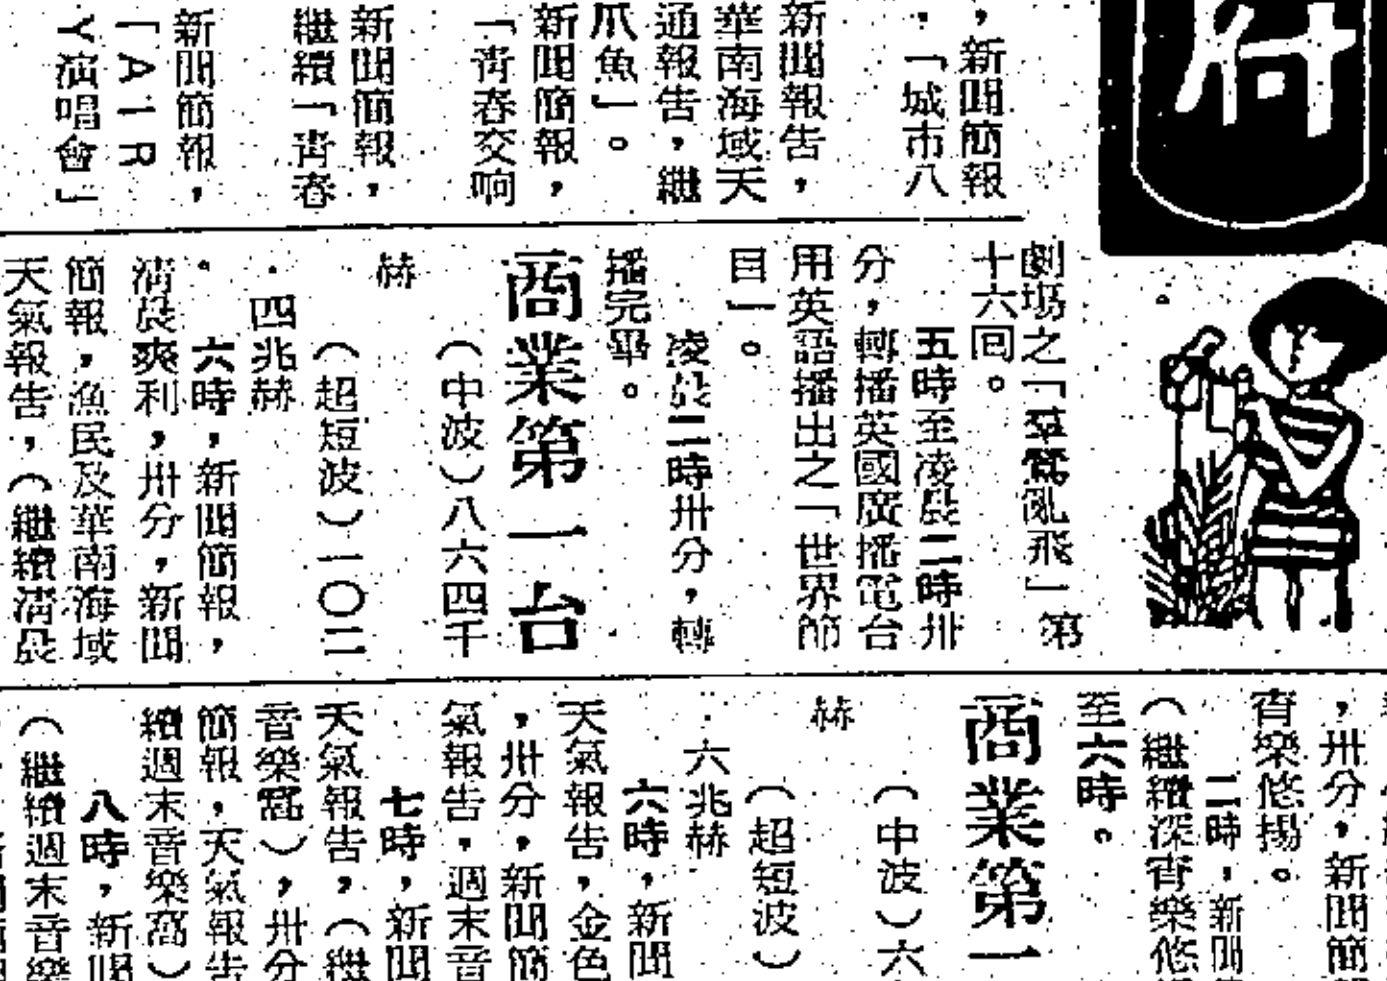 ，新聞簡報
．「城市八
新聞報告，
華南海域天
通報告，繼
爪魚」。
新聞簡報，
「靑春交响
新聞簡報，
繼續「靑春
新聞簡報，
「AIR
Y演唱會」
劇塲之「羣鶯亂飛」第
十六回。
五時至凌晨二時卅
分，轉播英國廣播電台
用英語播出之「世界節
目」。
凌晨二時卅分，轉
播完畢。
商業第一台
（中波）八六四千
赫
（超短波）一〇二
．四兆赫
六時，新聞簡報，
淸晨爽利，卅分，新聞
簡報，漁民及華南海域
天氣報告，（繼續淸晨
，卅分，新聞簡
宵樂悠揚。
二時，新聞
（繼續深宵樂悠
至六時。
商業第一
（中波）六
赫
（超短波）
．六兆赫
六時，新聞
天氣報告，金色
，卅分，新聞簡
氣報告，週末音
七時，新聞
天氣報告，（繼
音樂窩），卅分
簡報，天氣報告
續週末音樂窩）
八時，新聞
（繼續週末音樂